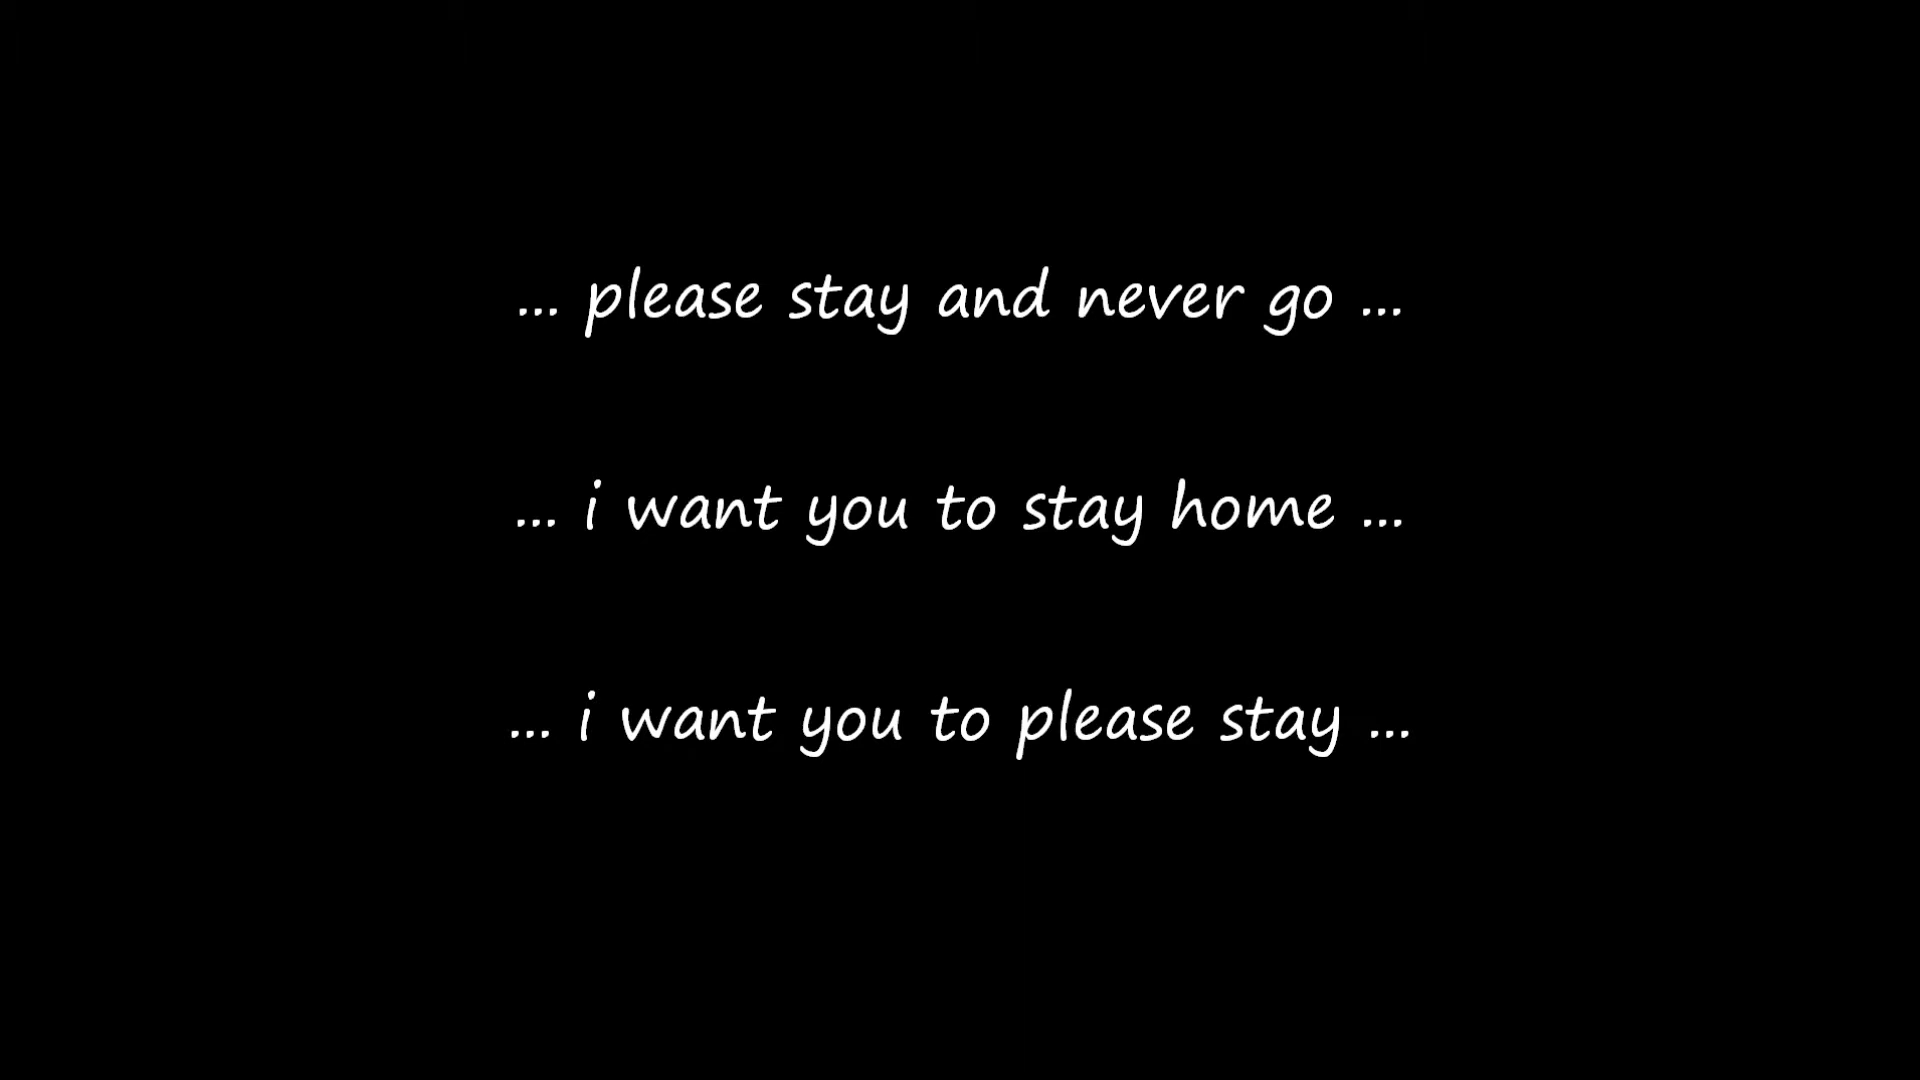 ... please stay and never go ...
... i want you to stay home ...
... i want you to please stay ...